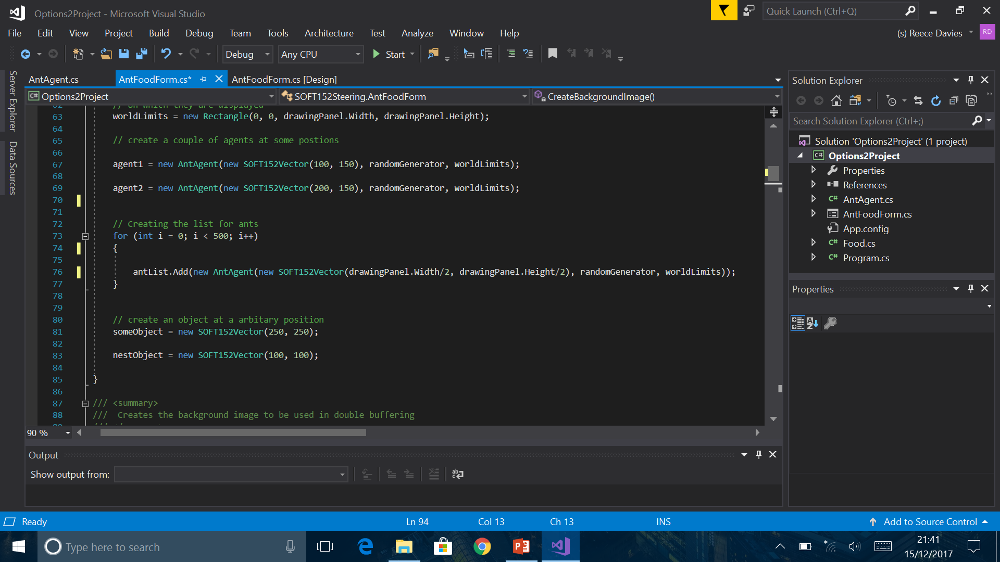 Options2Project - Microsoft Visual Studio
Quick Launch (Ctrl+Q)
File Edit View Project Build Debug Team Tools Architecture Test Analyze Window Help
(s) Reece Davies RD
Debug Any CPU Start
Server Explorer
Data Sources
AntAgent.cs AntFoodForm.cs* AntFoodForm.cs [Design]
C# Options2Project SOFT152Steering.AntFoodForm CreateBackgroundImage()
62 // on which they are displayed
63 worldLimits = new Rectangle(0, 0, drawingPanel.Width, drawingPanel.Height);
64
65 // create a couple of agents at some postions
66
67 agent1 = new AntAgent(new SOFT152Vector(100, 150), randomGenerator, worldLimits);
68
69 agent2 = new AntAgent(new SOFT152Vector(200, 150), randomGenerator, worldLimits);
70
71
72 // Creating the list for ants
73 for (int i = 0; i < 500; i++)
74 {
75
76 antList.Add(new AntAgent(new SOFT152Vector(drawingPanel.Width/2, drawingPanel.Height/2), randomGenerator, worldLimits));
77 }
78
79
80 // create an object at a arbitary position
81 someObject = new SOFT152Vector(250, 250);
82
83 nestObject = new SOFT152Vector(100, 100);
84
85 }
86
87 /// <summary>
88 /// Creates the background image to be used in double buffering
90 %
Output
Show output from:
Solution Explorer
Search Solution Explorer (Ctrl+;)
Solution 'Options2Project' (1 project)
C# Options2Project
Properties
References
C# AntAgent.cs
AntFoodForm.cs
App.config
C# Food.cs
C# Program.cs
Properties
Ready Ln 94 Col 13 Ch 13 INS Add to Source Control
Type here to search
21:41
15/12/2017